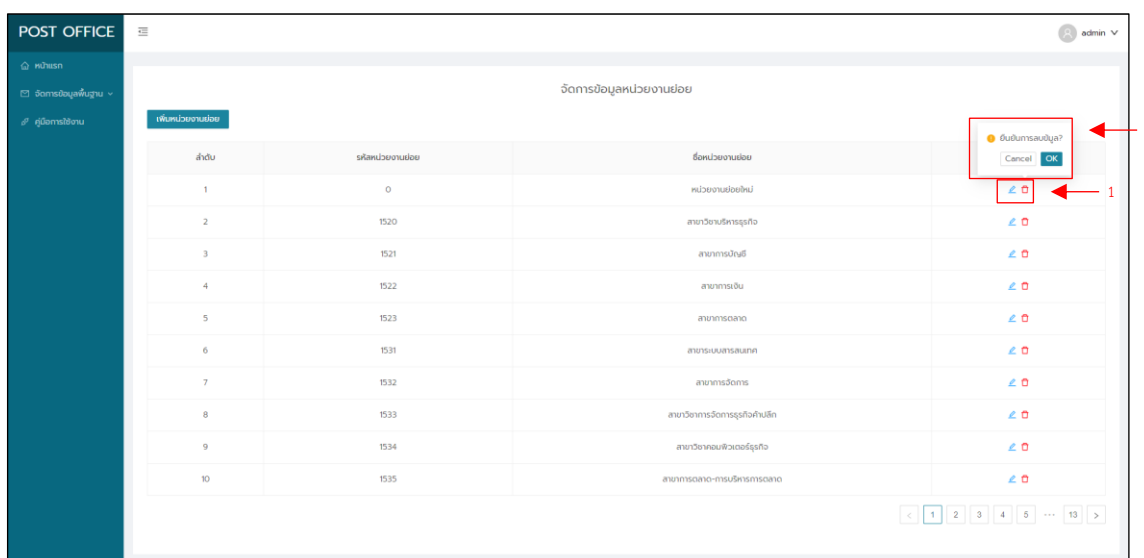 POST OFFICE
admin
หน้าแรก
จัดการข้อมูลพื้นฐาน
คู่มือการใช้งาน
จัดการข้อมูลหน่วยงานย่อย
เพิ่มหน่วยงานย่อย
ยืนยันการลบข้มูล?
Cancel OK
ลำดับ รหัสหน่วยงานย่อย ชื่อหน่วยงานย่อย
1 0 หน่วยงานย่อยใหม่
1
2 1520 สาขาวิชาบริหารธุรกิจ
3 1521 สาขาการบัญชี
4 1522 สาขาการเงิน
5 1523 สาขาการตลาด
6 1531 สาขาระบบสารสนเทศ
7 1532 สาขาการจัดการ
8 1533 สาขาวิชาการจัดการธุรกิจค้าปลีก
9 1534 สาขาวิชาคอมพิวเตอร์ธุรกิจ
10 1535 สาขาการตลาด-การบริหารการตลาด
< 1 2 3 4 5 ••• 13 >